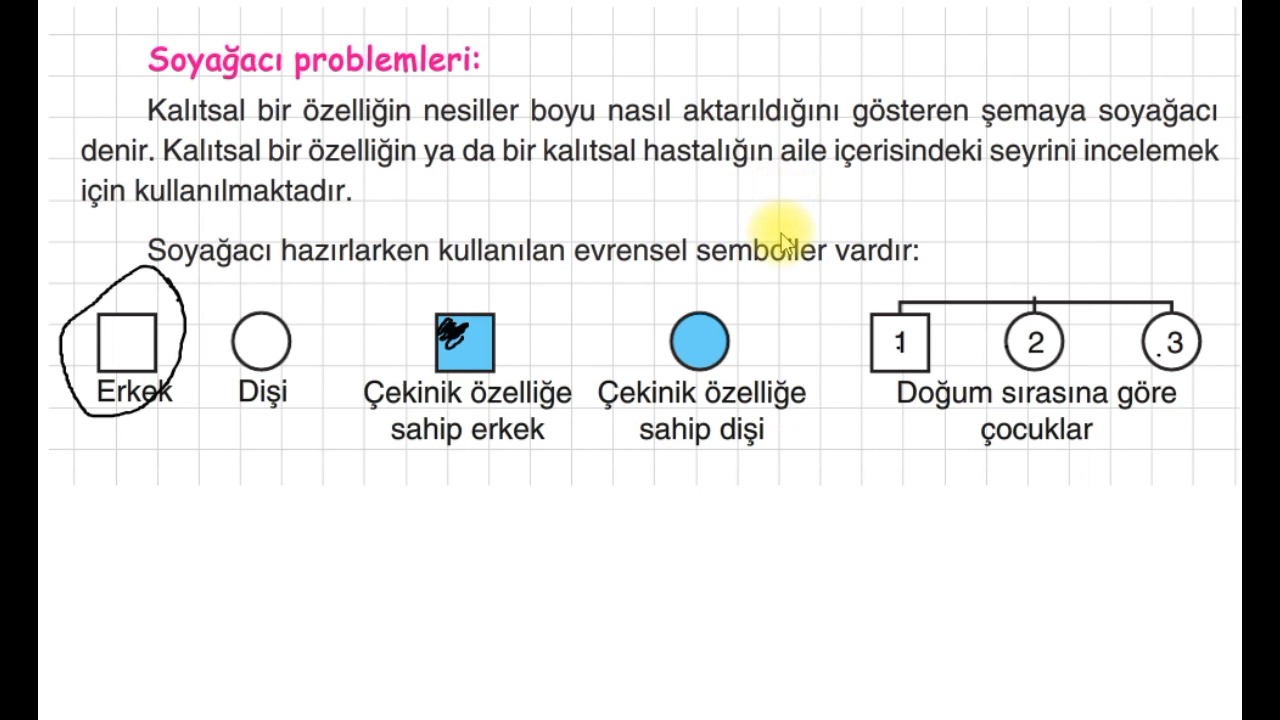 Soyağacı problemleri:
Kalıtsal bir özelliğin nesiller boyu nasıl aktarıldığını gösteren şemaya soyağacı
denir. Kalıtsal bir özelliğin ya da bir kalıtsal hastalığın aile içerisindeki seyrini incelemek
için kullanılmaktadır.
Soyağacı hazırlarken kullanılan evrensel semboller vardır:
1 2 3
Erkek Dişi Çekinik özelliğe Çekinik özelliğe Doğum sırasına göre
sahip erkek sahip dişi çocuklar